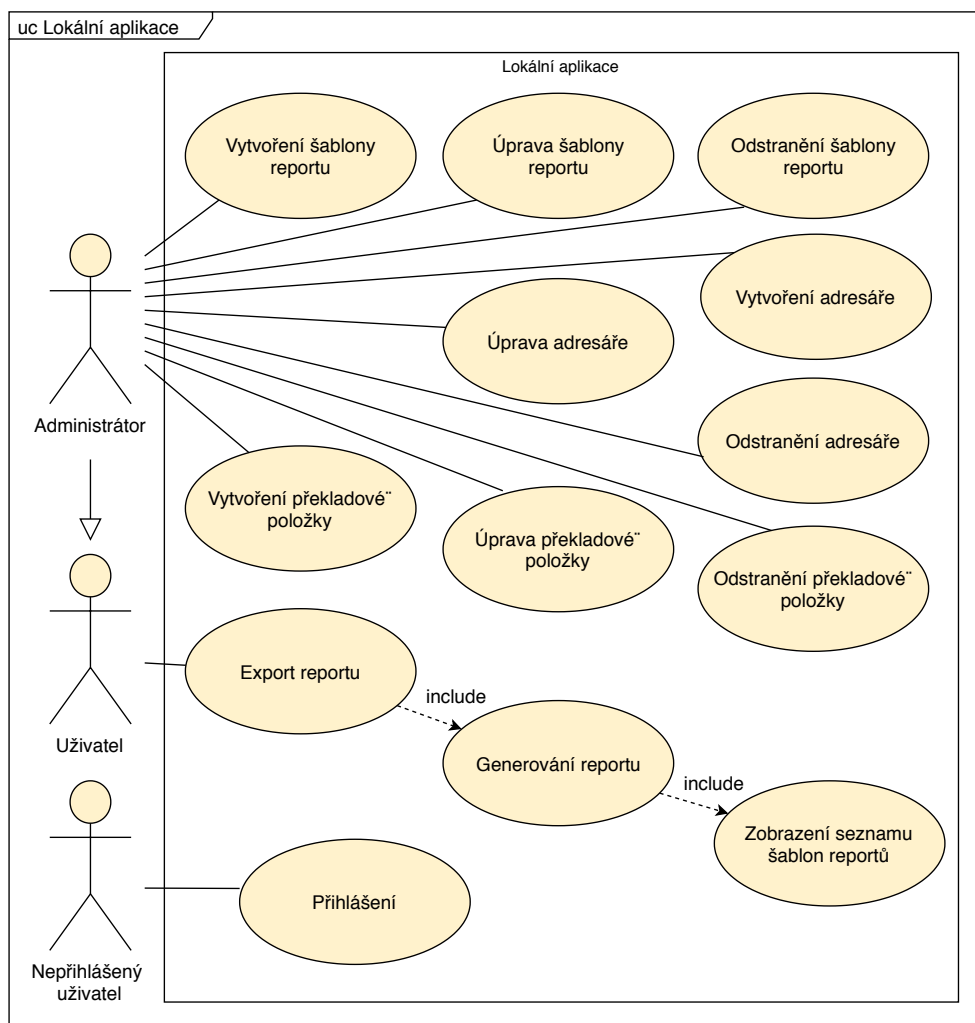 uc Lokální aplikace
Lokální aplikace
Vytvoření šablony
reportu
Úprava šablony
reportu
Odstranění šablony
reportu
Vytvoření adresáře
Úprava adresáře
Administrátor
Odstranění adresáře
Vytvoření překladové¨
položky
Úprava překladové¨
položky
Odstranění překladové¨
položky
Export reportu
include
Uživatel
Generování reportu
include
Zobrazení seznamu
šablon reportů
Přihlášení
Nepřihlášený
uživatel